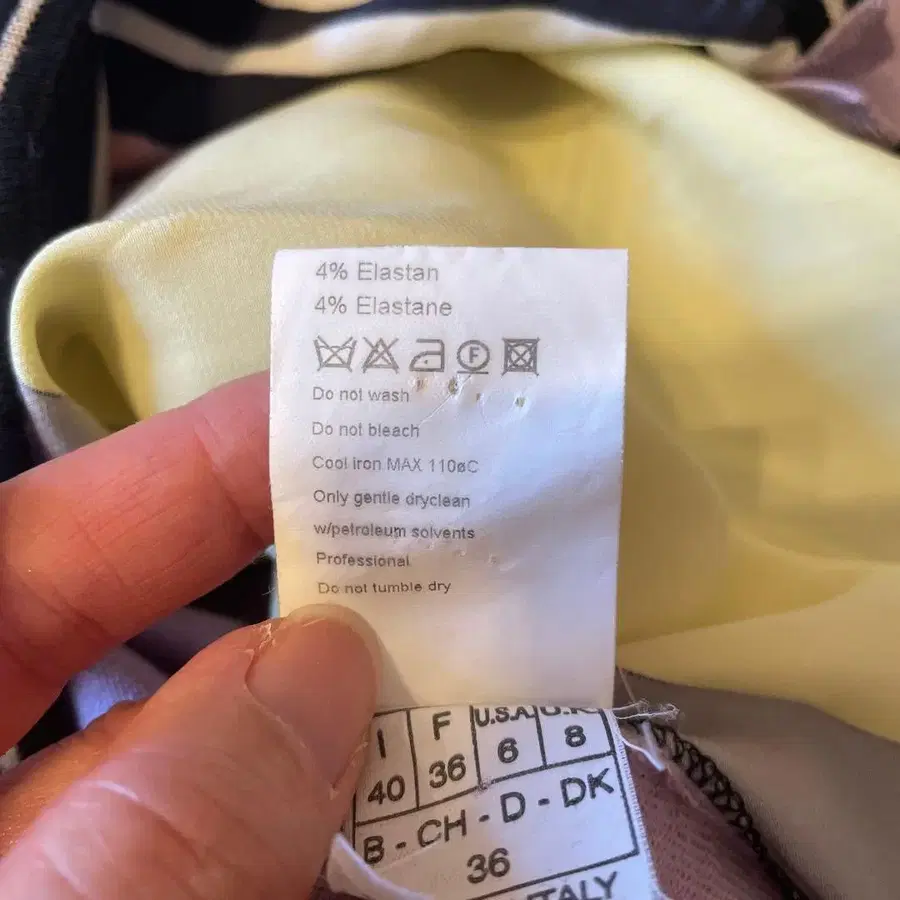 4% Elastan
4% Elastane
F
Do not wash
Do not bleach
Cool iron MAX 110øC
Only gentle dryclean
w/petroleum solvents
Professional
Do not tumble dry
I F U.S.A. U.K.
40 36 6 8
B - CH - D - DK
36
ITALY